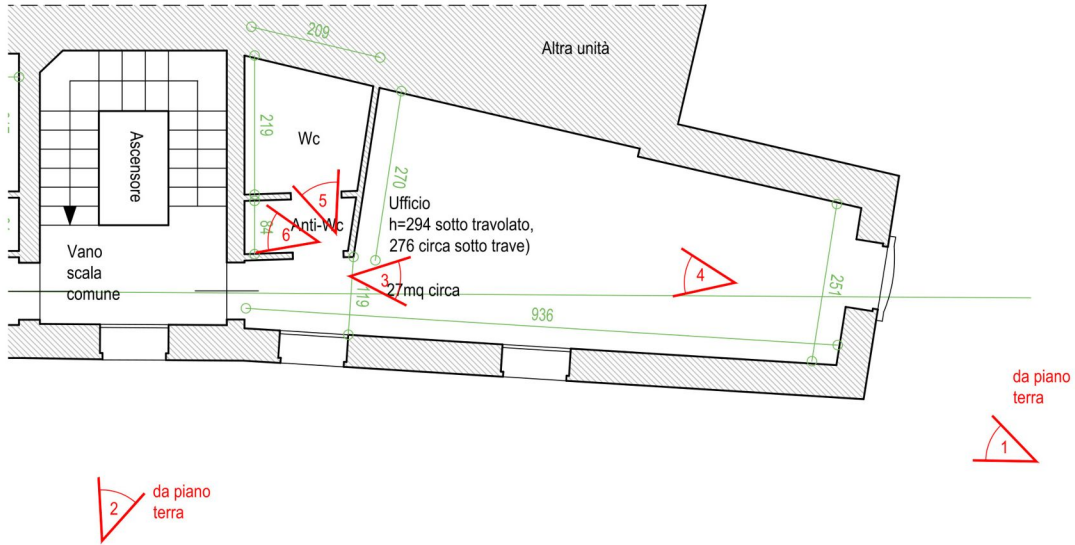 209
Altra unità
219
Wc
Ascensore
270
5
Ufficio
h=294 sotto travolato,
276 circa sotto trave)
84
Anti-Wc
6
Vano
scala
comune
3
4
27mq circa
119
251
936
da piano
terra
1
2
da piano
terra